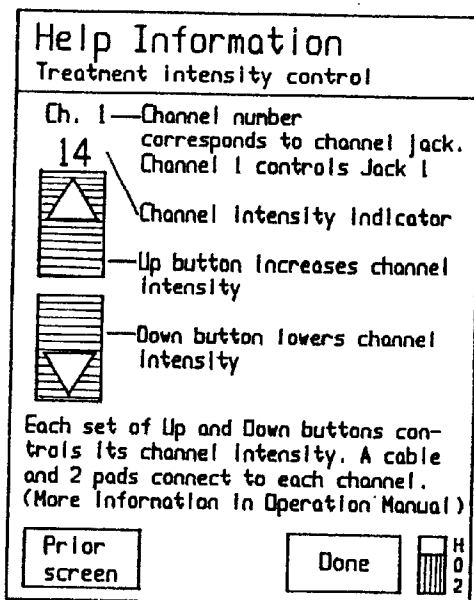 Help Information
Treatment intensity control
Ch. 1
Channel number
corresponds to channel jack.
Channel 1 controls Jack 1
14
Channel intensity indicator
Up button increases channel
intensity
Down button lowers channel
intensity
Each set of Up and Down buttons con-
trols its channel intensity. A cable
and 2 pads connect to each channel.
(More Information in Operation Manual)
Prior
screen
Done
H
0
2